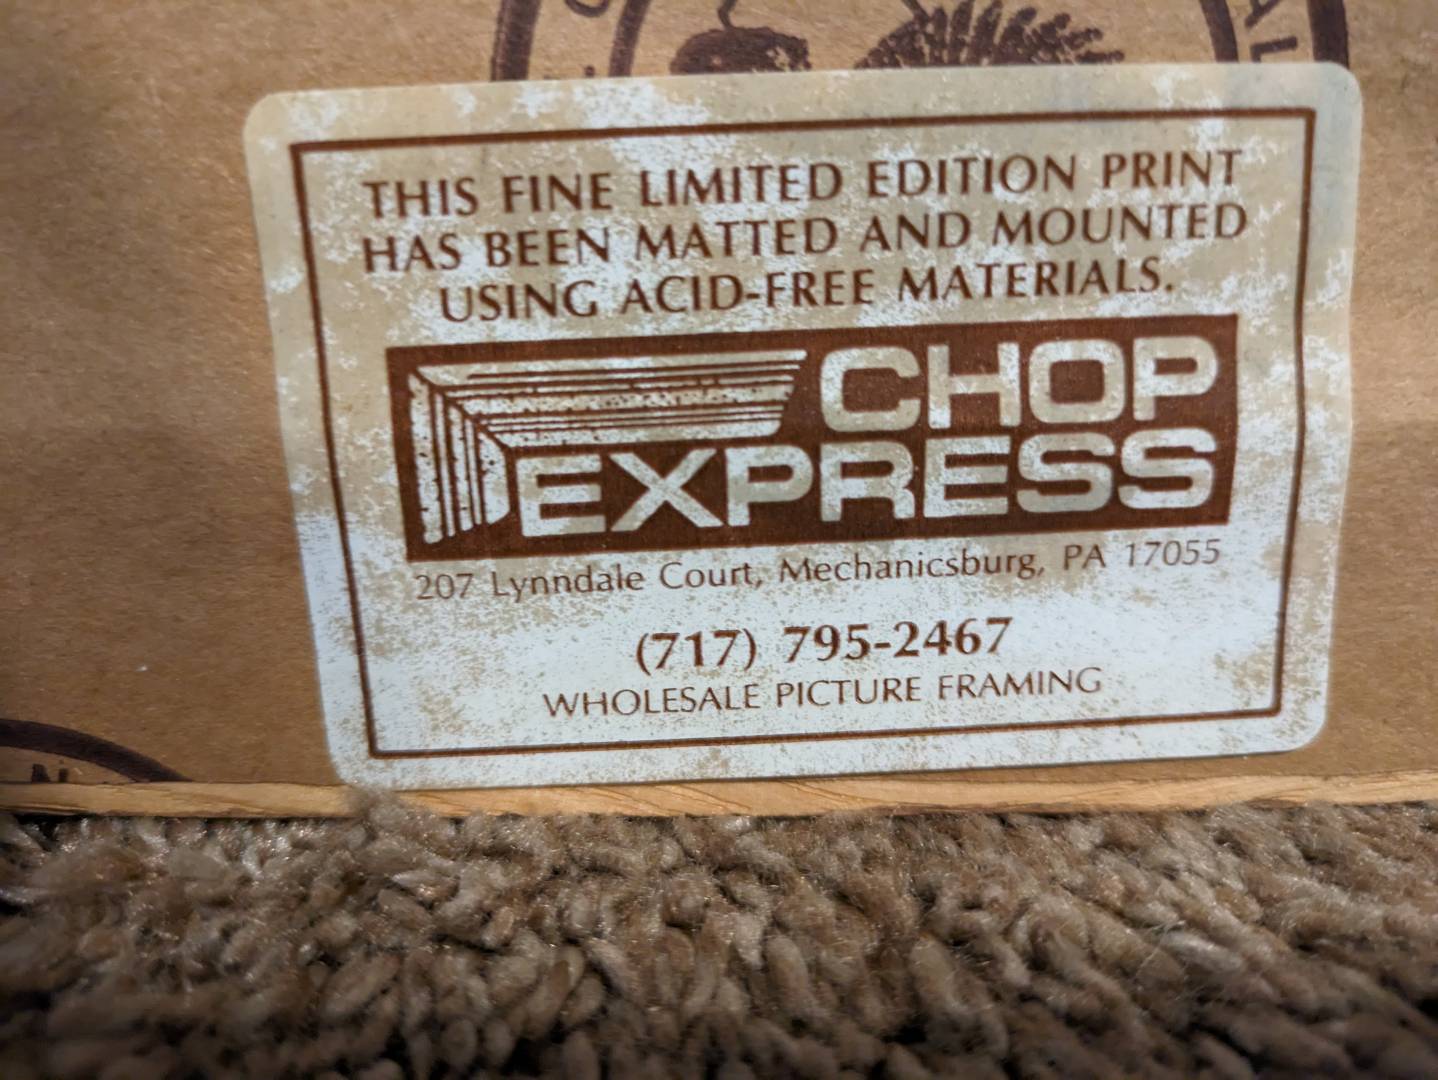 THIS FINE LIMITED EDITION PRINT
HAS BEEN MATTED AND MOUNTED
USING ACID-FREE MATERIALS.
CHOP
EXPRESS
207 Lynndale Court, Mechanicsburg, PA 17055
(717) 795-2467
WHOLESALE PICTURE FRAMING